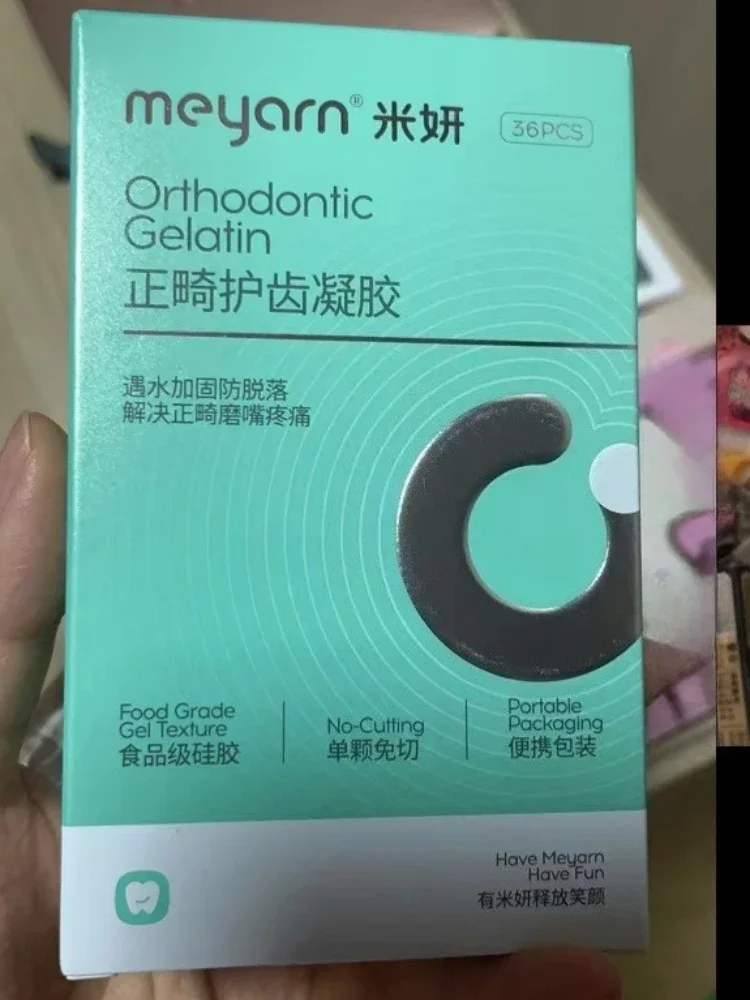 meyarn® 米妍 36PCS
Orthodontic
Gelatin
正畸护齿凝胶
遇水加固防脱落
解决正畸磨嘴疼痛
Food Grade
Gel Texture
食品级硅胶
No-Cutting
单颗免切
Portable
Packaging
便携包装
Have Meyarn
Have Fun
有米妍释放笑颜